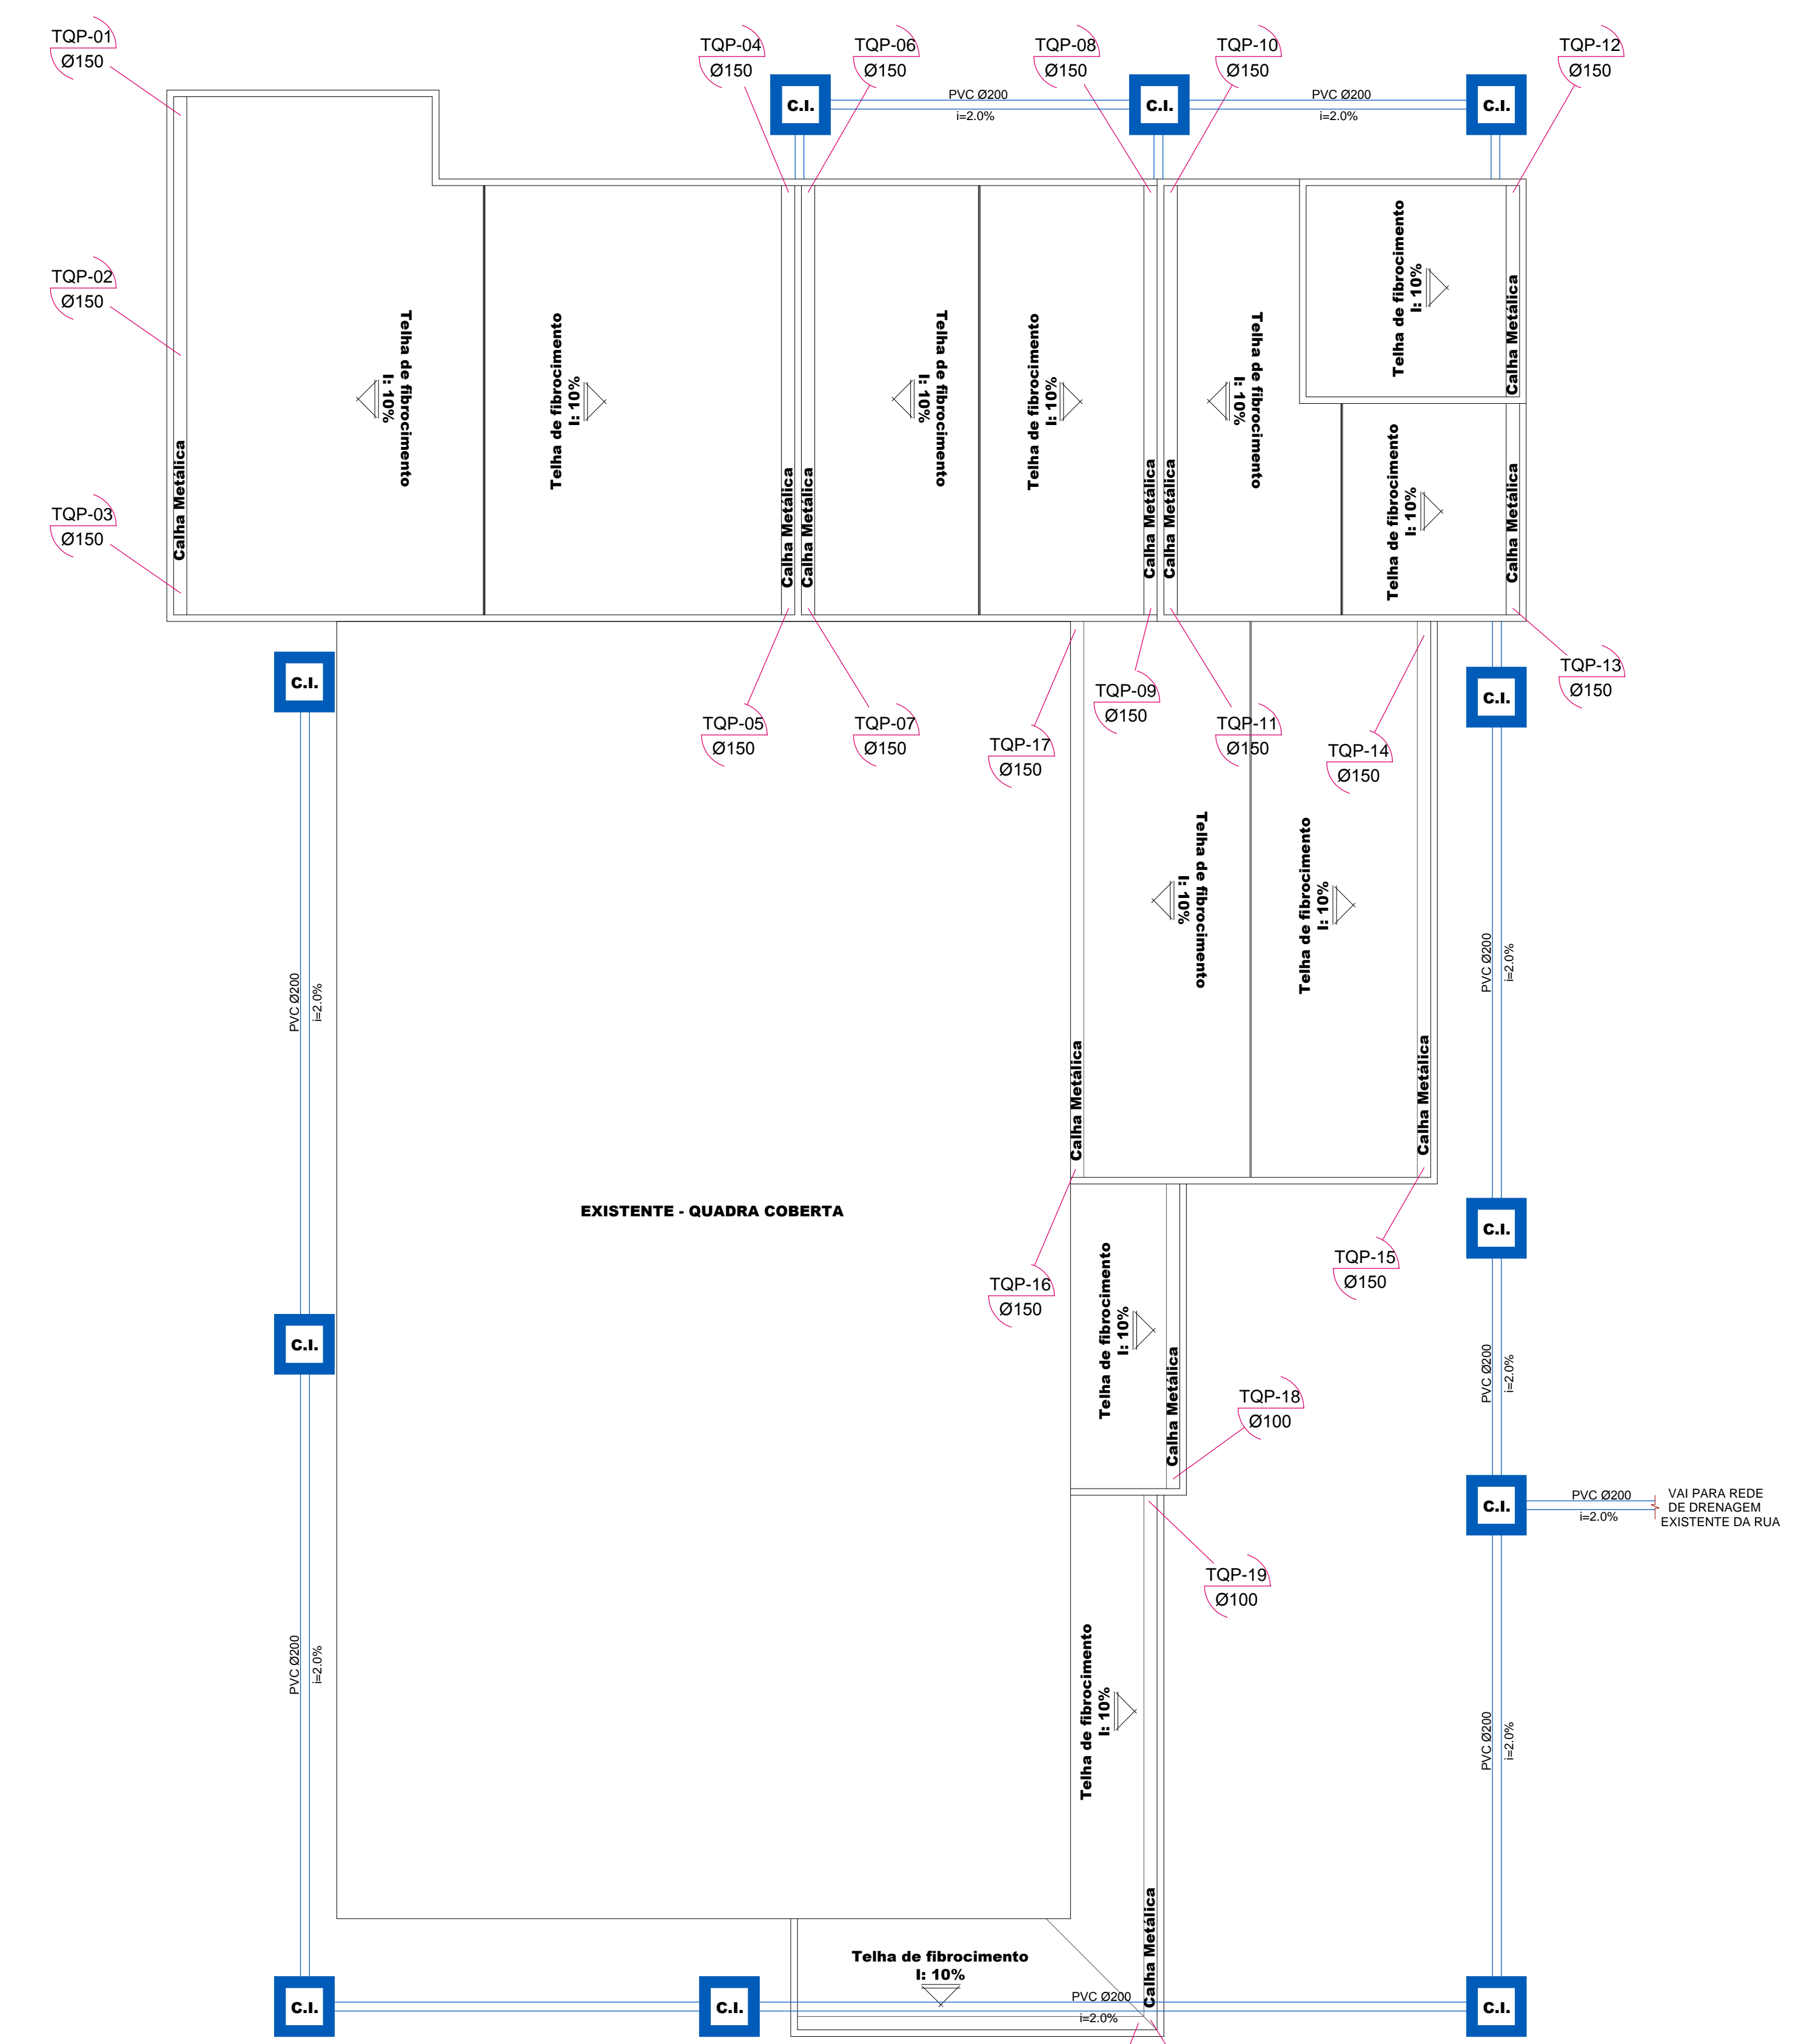 TQP-01
Ø150
TQP-04
Ø150
TQP-06
Ø150
TQP-08
Ø150
TQP-10
Ø150
TQP-12
Ø150
C.I.
PVC Ø200
i=2.0%
C.I.
PVC Ø200
i=2.0%
C.I.
TQP-02
Ø150
TQP-03
Ø150
Calha Metálica
Telha de fibrocimento
I: 10%
Telha de fibrocimento
I: 10%
Calha Metálica
Calha Metálica
Telha de fibrocimento
I: 10%
Telha de fibrocimento
I: 10%
Calha Metálica
Calha Metálica
Telha de fibrocimento
I: 10%
Telha de fibrocimento
I: 10%
Calha Metálica
Telha de fibrocimento
I: 10%
Calha Metálica
C.I.
TQP-05
Ø150
TQP-07
Ø150
TQP-17
Ø150
TQP-09
Ø150
TQP-11
Ø150
TQP-14
Ø150
TQP-13
Ø150
C.I.
PVC Ø200
i=2.0%
Telha de fibrocimento
I: 10%
Telha de fibrocimento
I: 10%
Calha Metálica
Calha Metálica
PVC Ø200
i=2.0%
EXISTENTE - QUADRA COBERTA
C.I.
TQP-16
Ø150
TQP-15
Ø150
C.I.
Telha de fibrocimento
I: 10%
Calha Metálica
PVC Ø200
i=2.0%
TQP-18
Ø100
C.I.
PVC Ø200
i=2.0%
VAI PARA REDE
DE DRENAGEM
EXISTENTE DA RUA
TQP-19
Ø100
PVC Ø200
i=2.0%
Telha de fibrocimento
I: 10%
Calha Metálica
PVC Ø200
i=2.0%
Telha de fibrocimento
I: 10%
C.I.
C.I.
PVC Ø200
i=2.0%
C.I.